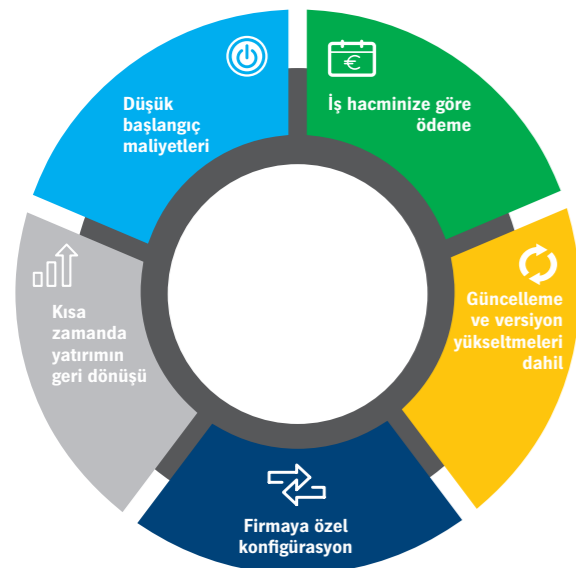 Düşük
başlangıç
maliyetleri
€
İş hacminize göre
ödeme
Güncelleme
ve versiyon
yükseltmeleri
dahil
Firmaya özel
konfigürasyon
Kısa
zamanda
yatırımın
geri dönüşü